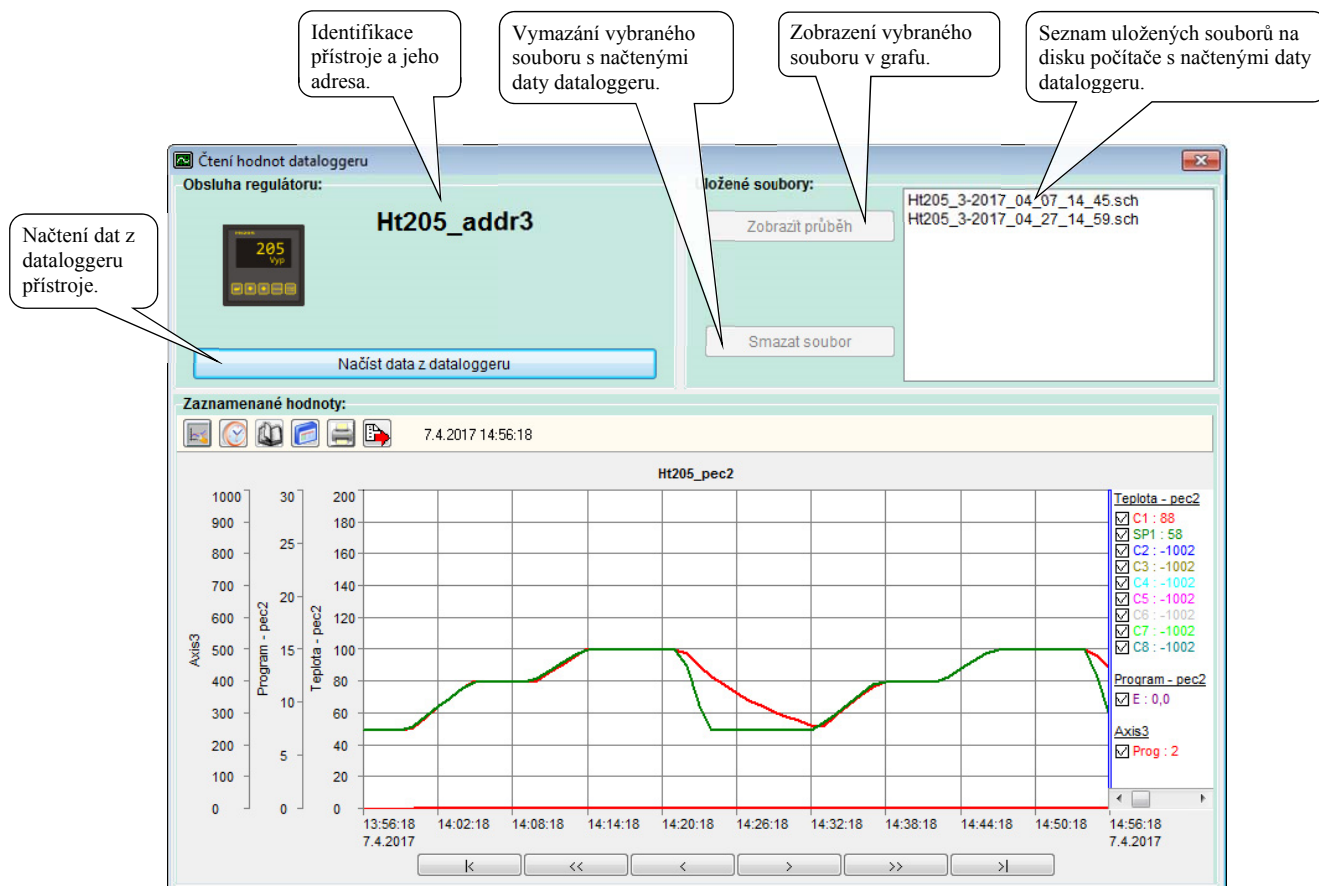 Identifikace
přístroje a jeho
adresa.
Vymazání vybraného
souboru s načtenými
daty dataloggeru.
Zobrazení vybraného
souboru v grafu.
Seznam uložených souborů na
disku počítače s načtenými daty
dataloggeru.
Načtení dat z
dataloggeru
přístroje.
Čtení hodnot dataloggeru
Obsluha regulátoru:
Ht205_addr3
205
Vyp
Načíst data z dataloggeru
Uložené soubory:
Zobrazit průběh
Smazat soubor
Ht205_3-2017_04_07_14_45.sch
Ht205_3-2017_04_27_14_59.sch
Zaznamenané hodnoty:
7.4.2017 14:56:18
Ht205_pec2
Axis3
1000
900
800
700
600
500
400
300
200
100
0
Program - pec2
30
25
20
15
10
5
0
Teplota - pec2
200
180
160
140
120
100
80
60
40
20
0
13:56:18 14:02:18 14:08:18 14:14:18 14:20:18 14:26:18 14:32:18 14:38:18 14:44:18 14:50:18 14:56:18
7.4.2017 7.4.2017
Teplota - pec2
C1 : 88
SP1 : 58
C2 : -1002
C3 : -1002
C4 : -1002
C5 : -1002
C6 : -1002
C7 : -1002
C8 : -1002
Program - pec2
E : 0,0
Axis3
Prog : 2
|< << < > >> >|